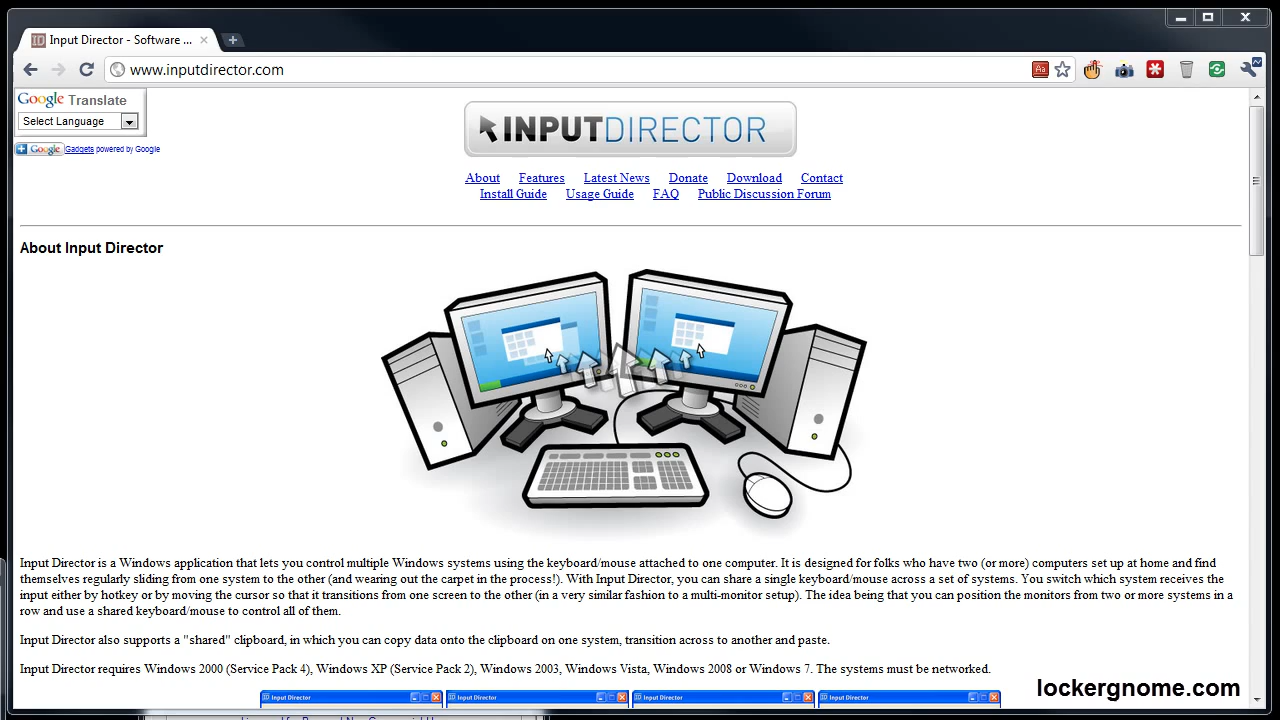 Input Director - Software ...
www.inputdirector.com
Google Translate
Select Language
Google Gadgets powered by Google
INPUTDIRECTOR
About Features Latest News Donate Download Contact
Install Guide Usage Guide FAQ Public Discussion Forum
About Input Director
Input Director is a Windows application that lets you control multiple Windows systems using the keyboard/mouse attached to one computer. It is designed for folks who have two (or more) computers set up at home and find
themselves regularly sliding from one system to the other (and wearing out the carpet in the process!). With Input Director, you can share a single keyboard/mouse across a set of systems. You switch which system receives the
input either by hotkey or by moving the cursor so that it transitions from one screen to the other (in a very similar fashion to a multi-monitor setup). The idea being that you can position the monitors from two or more systems in a
row and use a shared keyboard/mouse to control all of them.
Input Director also supports a "shared" clipboard, in which you can copy data onto the clipboard on one system, transition across to another and paste.
Input Director requires Windows 2000 (Service Pack 4), Windows XP (Service Pack 2), Windows 2003, Windows Vista, Windows 2008 or Windows 7. The systems must be networked.
Input Director Input Director Input Director Input Director
lockergnome.com